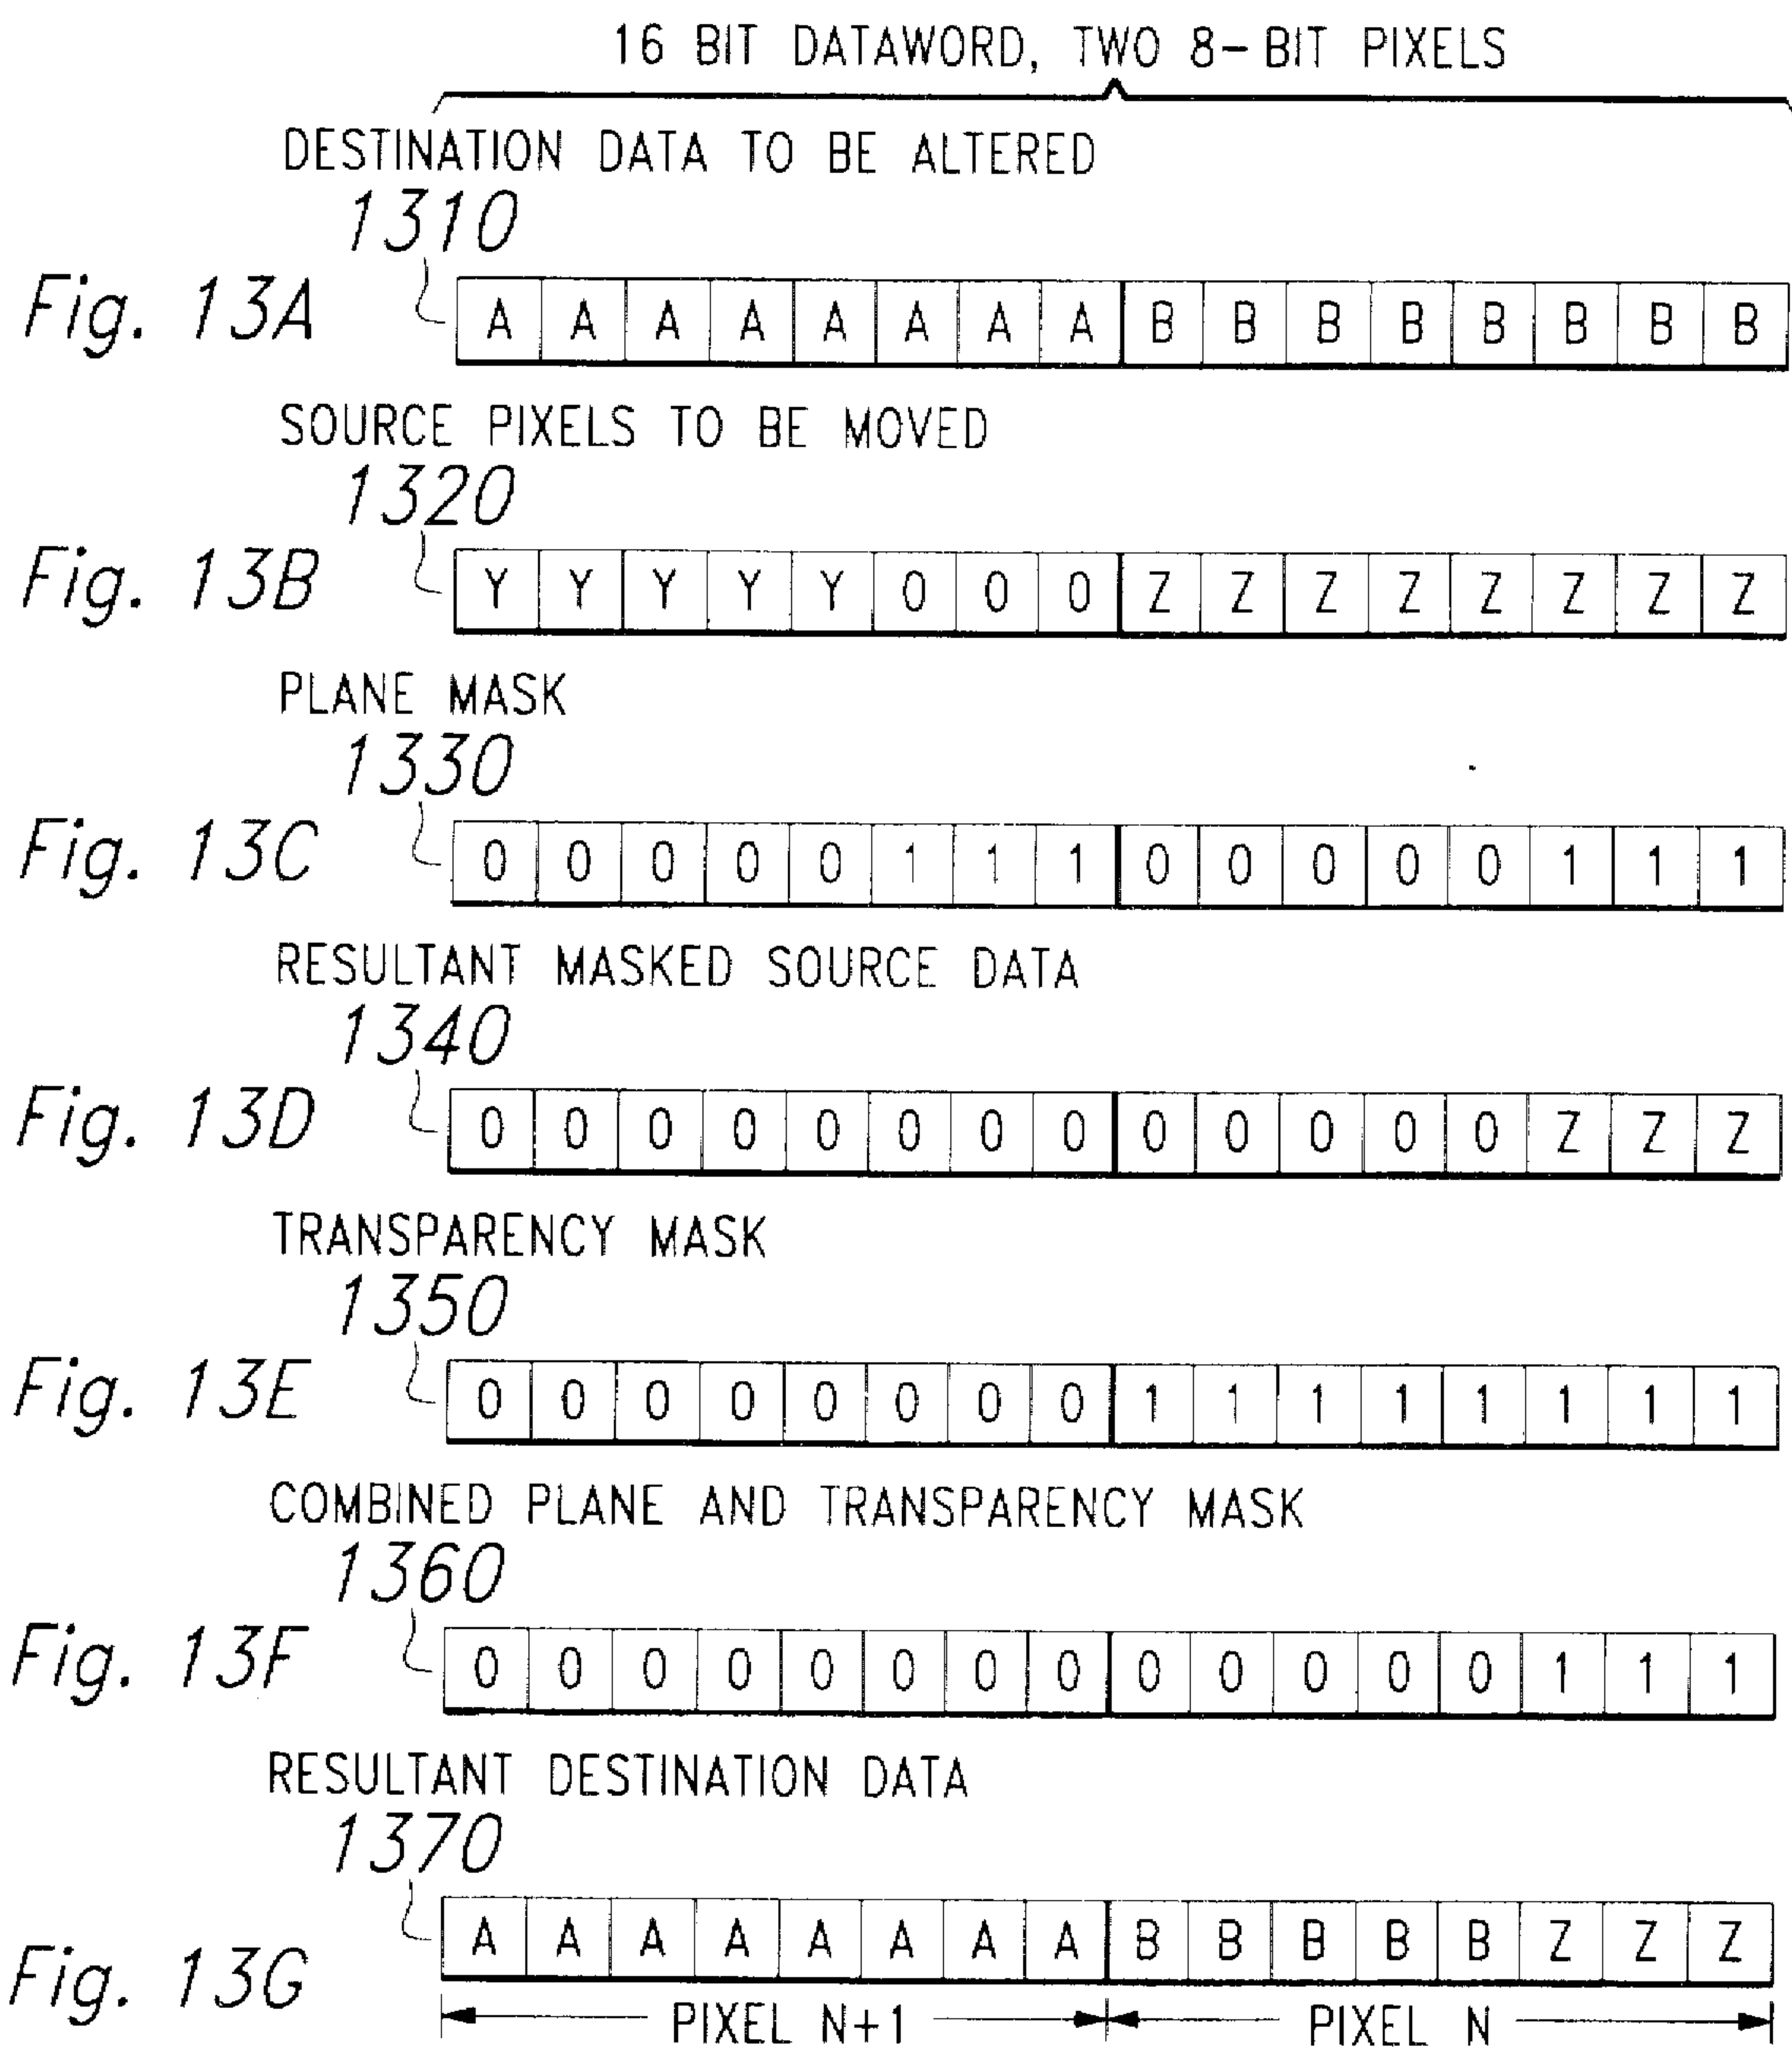 16 BIT DATAWORD, TWO 8-BIT PIXELS
DESTINATION DATA TO BE ALTERED
1310
Fig. 13A A A A A A A A A B B B B B B B B
SOURCE PIXELS TO BE MOVED
1320
Fig. 13B Y Y Y Y Y 0 0 0 Z Z Z Z Z Z Z Z
PLANE MASK
1330
Fig. 13C 0 0 0 0 0 1 1 1 0 0 0 0 0 1 1 1
RESULTANT MASKED SOURCE DATA
1340
Fig. 13D 0 0 0 0 0 0 0 0 0 0 0 0 0 Z Z Z
TRANSPARENCY MASK
1350
Fig. 13E 0 0 0 0 0 0 0 0 1 1 1 1 1 1 1 1
COMBINED PLANE AND TRANSPARENCY MASK
1360
Fig. 13F 0 0 0 0 0 0 0 0 0 0 0 0 0 1 1 1
RESULTANT DESTINATION DATA
1370
Fig. 13G A A A A A A A A B B B B B Z Z Z
PIXEL N+1 PIXEL N